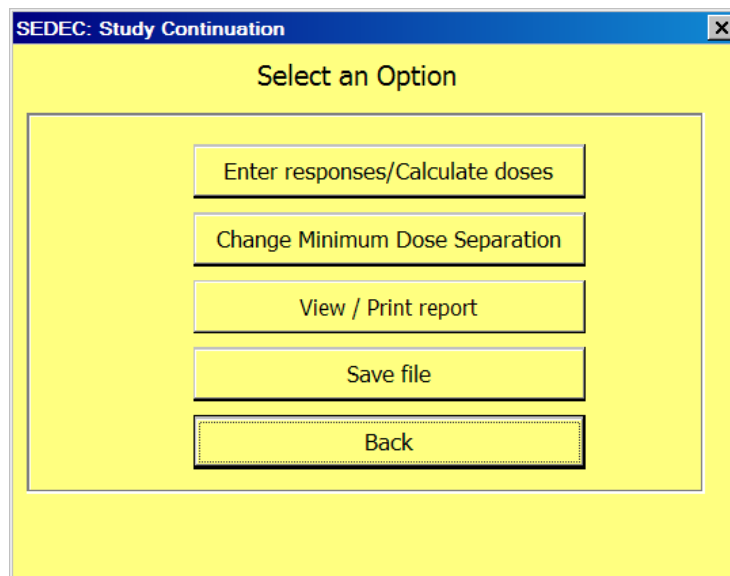 SEDEC: Study Continuation
Select an Option
Enter responses/Calculate doses
Change Minimum Dose Separation
View / Print report
Save file
Back